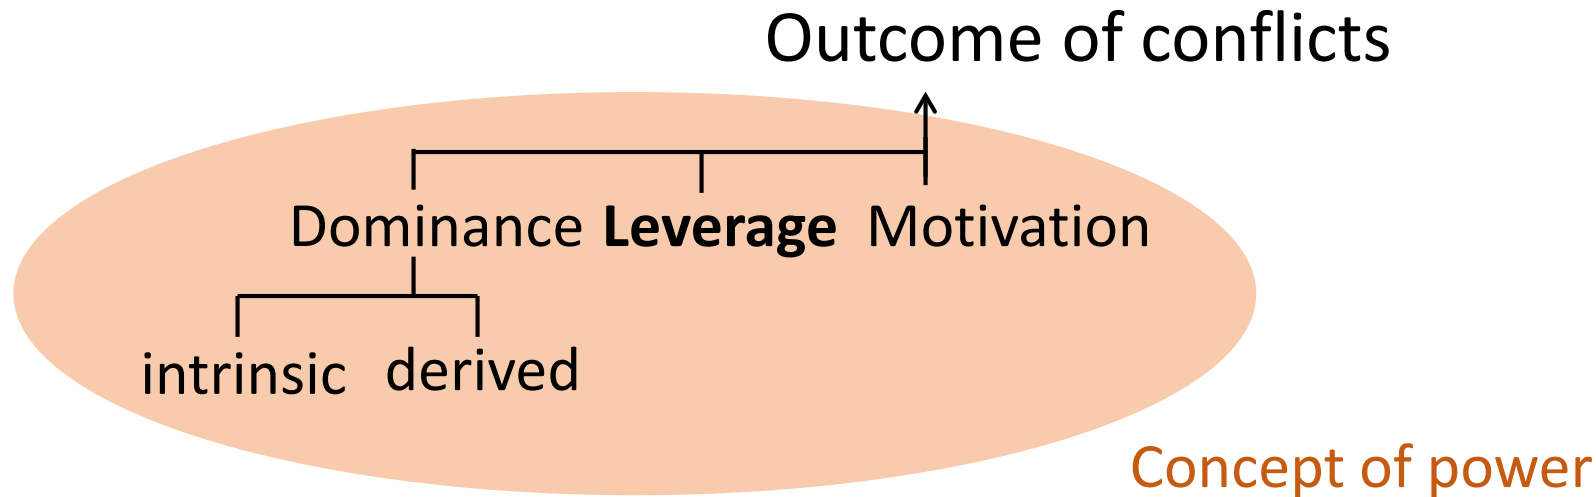 Outcome of conflicts
Dominance Leverage Motivation
intrinsic derived
Concept of power